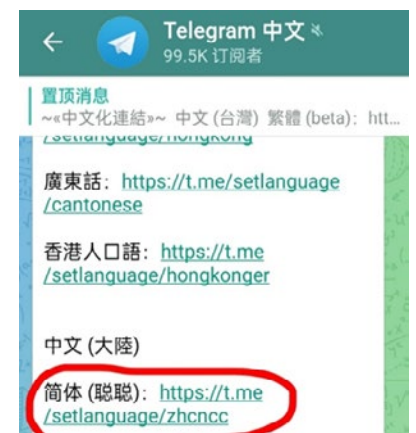 Telegram 中文
99.5K 订阅者
置顶消息
~«中文化連結»~ 中文 (台灣) 繁體 (beta)： htt...
/setlanguage/hongkong
廣東話：https://t.me/setlanguage
/cantonese
香港人口語：https://t.me
/setlanguage/hongkonger
中文 (大陸)
简体 (聪聪)：https://t.me
/setlanguage/zhcncc